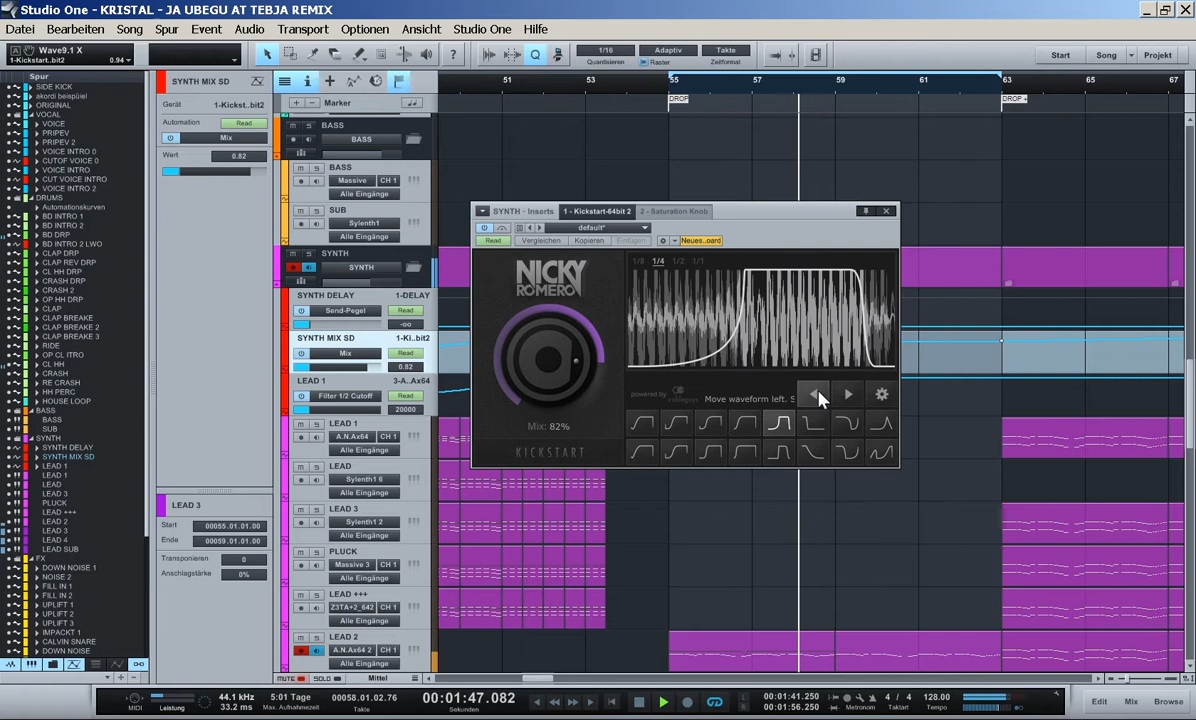 Studio One - KRISTAL - JA UBEGU AT TEBJA REMIX
Datei Bearbeiten Song Spur Event Audio Transport Optionen Ansicht Studio One Hilfe
Wave9.1 X
1-Kickstart..bit2 0.94
1/16
Quantisieren
Adaptiv
Raster
Takte
Zeitformat
Start Song Projekt
Spur
SIDE KICK
akordi beispiuel
ORIGINAL
VOCAL
VOICE
PRIPEV
PRIPEV 2
VOICE INTRO 0
CUTOF VOICE 0
VOICE INTRO
CUT VOICE INTRO
VOICE INTRO 2
DRUMS
Automationskurven
BD INTRO 1
BD INTRO 2
BD DRP
BD INTRO 2 LWO
CLAP DRP
CLAP REV DRP
CL HH DRP
CRASH DRP
CRASH 2
OP HH DRP
CLAP
CLAP BREAKE
CLAP BREAKE 2
CLAP BREAKE 3
RIDE
OP CL ITRO
CL HH
CRASH
RE CRASH
HH PERC
HOUSE LOOP
BASS
BASS
SUB
SYNTH
SYNTH DELAY
SYNTH MIX SD
LEAD 1
LEAD 1
LEAD
LEAD 3
PLUCK
LEAD +++
LEAD 2
LEAD 3
LEAD 4
LEAD SUB
FX
DOWN NOISE 1
NOISE 2
FILL IN 1
FILL IN 2
UPLIFT 1
UPLIFT 2
UPLIFT 3
IMPACKT 1
CALVIN SNARE
DOWN NOISE
SYNTH MIX SD
Gerät 1-Kickst..bit2
Automation Read
Mix
Wert 0.82
LEAD 3
Start 00055.01.01.00
Ende 00059.01.01.00
Transponieren 0
Anschlagstärke 0%
Marker
51 53 55 57 59 61 63 65 67
DROP DROP +
BASS
M S
BASS
BASS
M S
Massive CH 1
Alle Eingänge
SUB
M S
Sylenth1
Alle Eingänge
SYNTH
M S
SYNTH
SYNTH DELAY 1-DELAY
Send-Pegel Read
-oo
SYNTH MIX SD 1-Ki..bit2
Mix Read
0.82
LEAD 1 3-A..Ax64
Filter 1/2 Cutoff Read
20000
LEAD 1
M S
A.N.Ax64 CH 1
Alle Eingänge
LEAD
M S
Sylenth1 6
Alle Eingänge
LEAD 3
M S
Sylenth1 2
Alle Eingänge
PLUCK
M S
Massive 3 CH 1
Alle Eingänge
LEAD +++
M S
Z3TA+2_642 CH 1
Alle Eingänge
LEAD 2
M S
A.N.Ax64 2 CH 1
Alle Eingänge
SYNTH - Inserts 1 - Kickstart-64bit 2 2 - Saturation Knob
default*
Read Vergleichen Kopieren Einfügen Neues...oard
NICKY
ROMERO
1/8 1/4 1/2 1/1
powered by cableguys Move waveform left. S
Mix: 82%
KICKSTART
MUTE SOLO Mittel
MIDI
Leistung
44.1 kHz
33.2 ms
5:01 Tage
Max. Aufnahmezeit
00058.01.02.76
Takte
00:01:47.082
Sekunden
L 00:01:41.250
R 00:01:56.250
Metronom
4 / 4
Taktart
128.00
Tempo
Edit Mix Browse